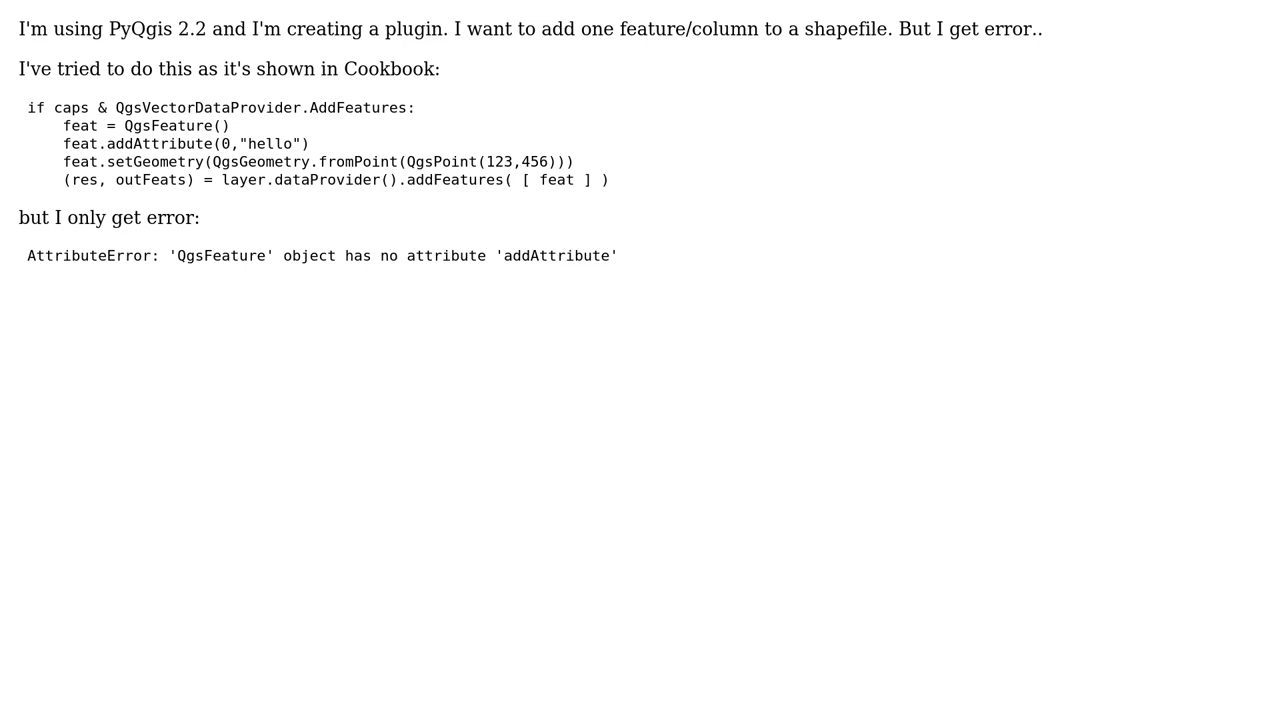 I'm using PyQgis 2.2 and I'm creating a plugin. I want to add one feature/column to a shapefile. But I get error..
I've tried to do this as it's shown in Cookbook:
if caps & QgsVectorDataProvider.AddFeatures:
    feat = QgsFeature()
    feat.addAttribute(0,"hello")
    feat.setGeometry(QgsGeometry.fromPoint(QgsPoint(123,456)))
    (res, outFeats) = layer.dataProvider().addFeatures( [ feat ] )
but I only get error:
AttributeError: 'QgsFeature' object has no attribute 'addAttribute'